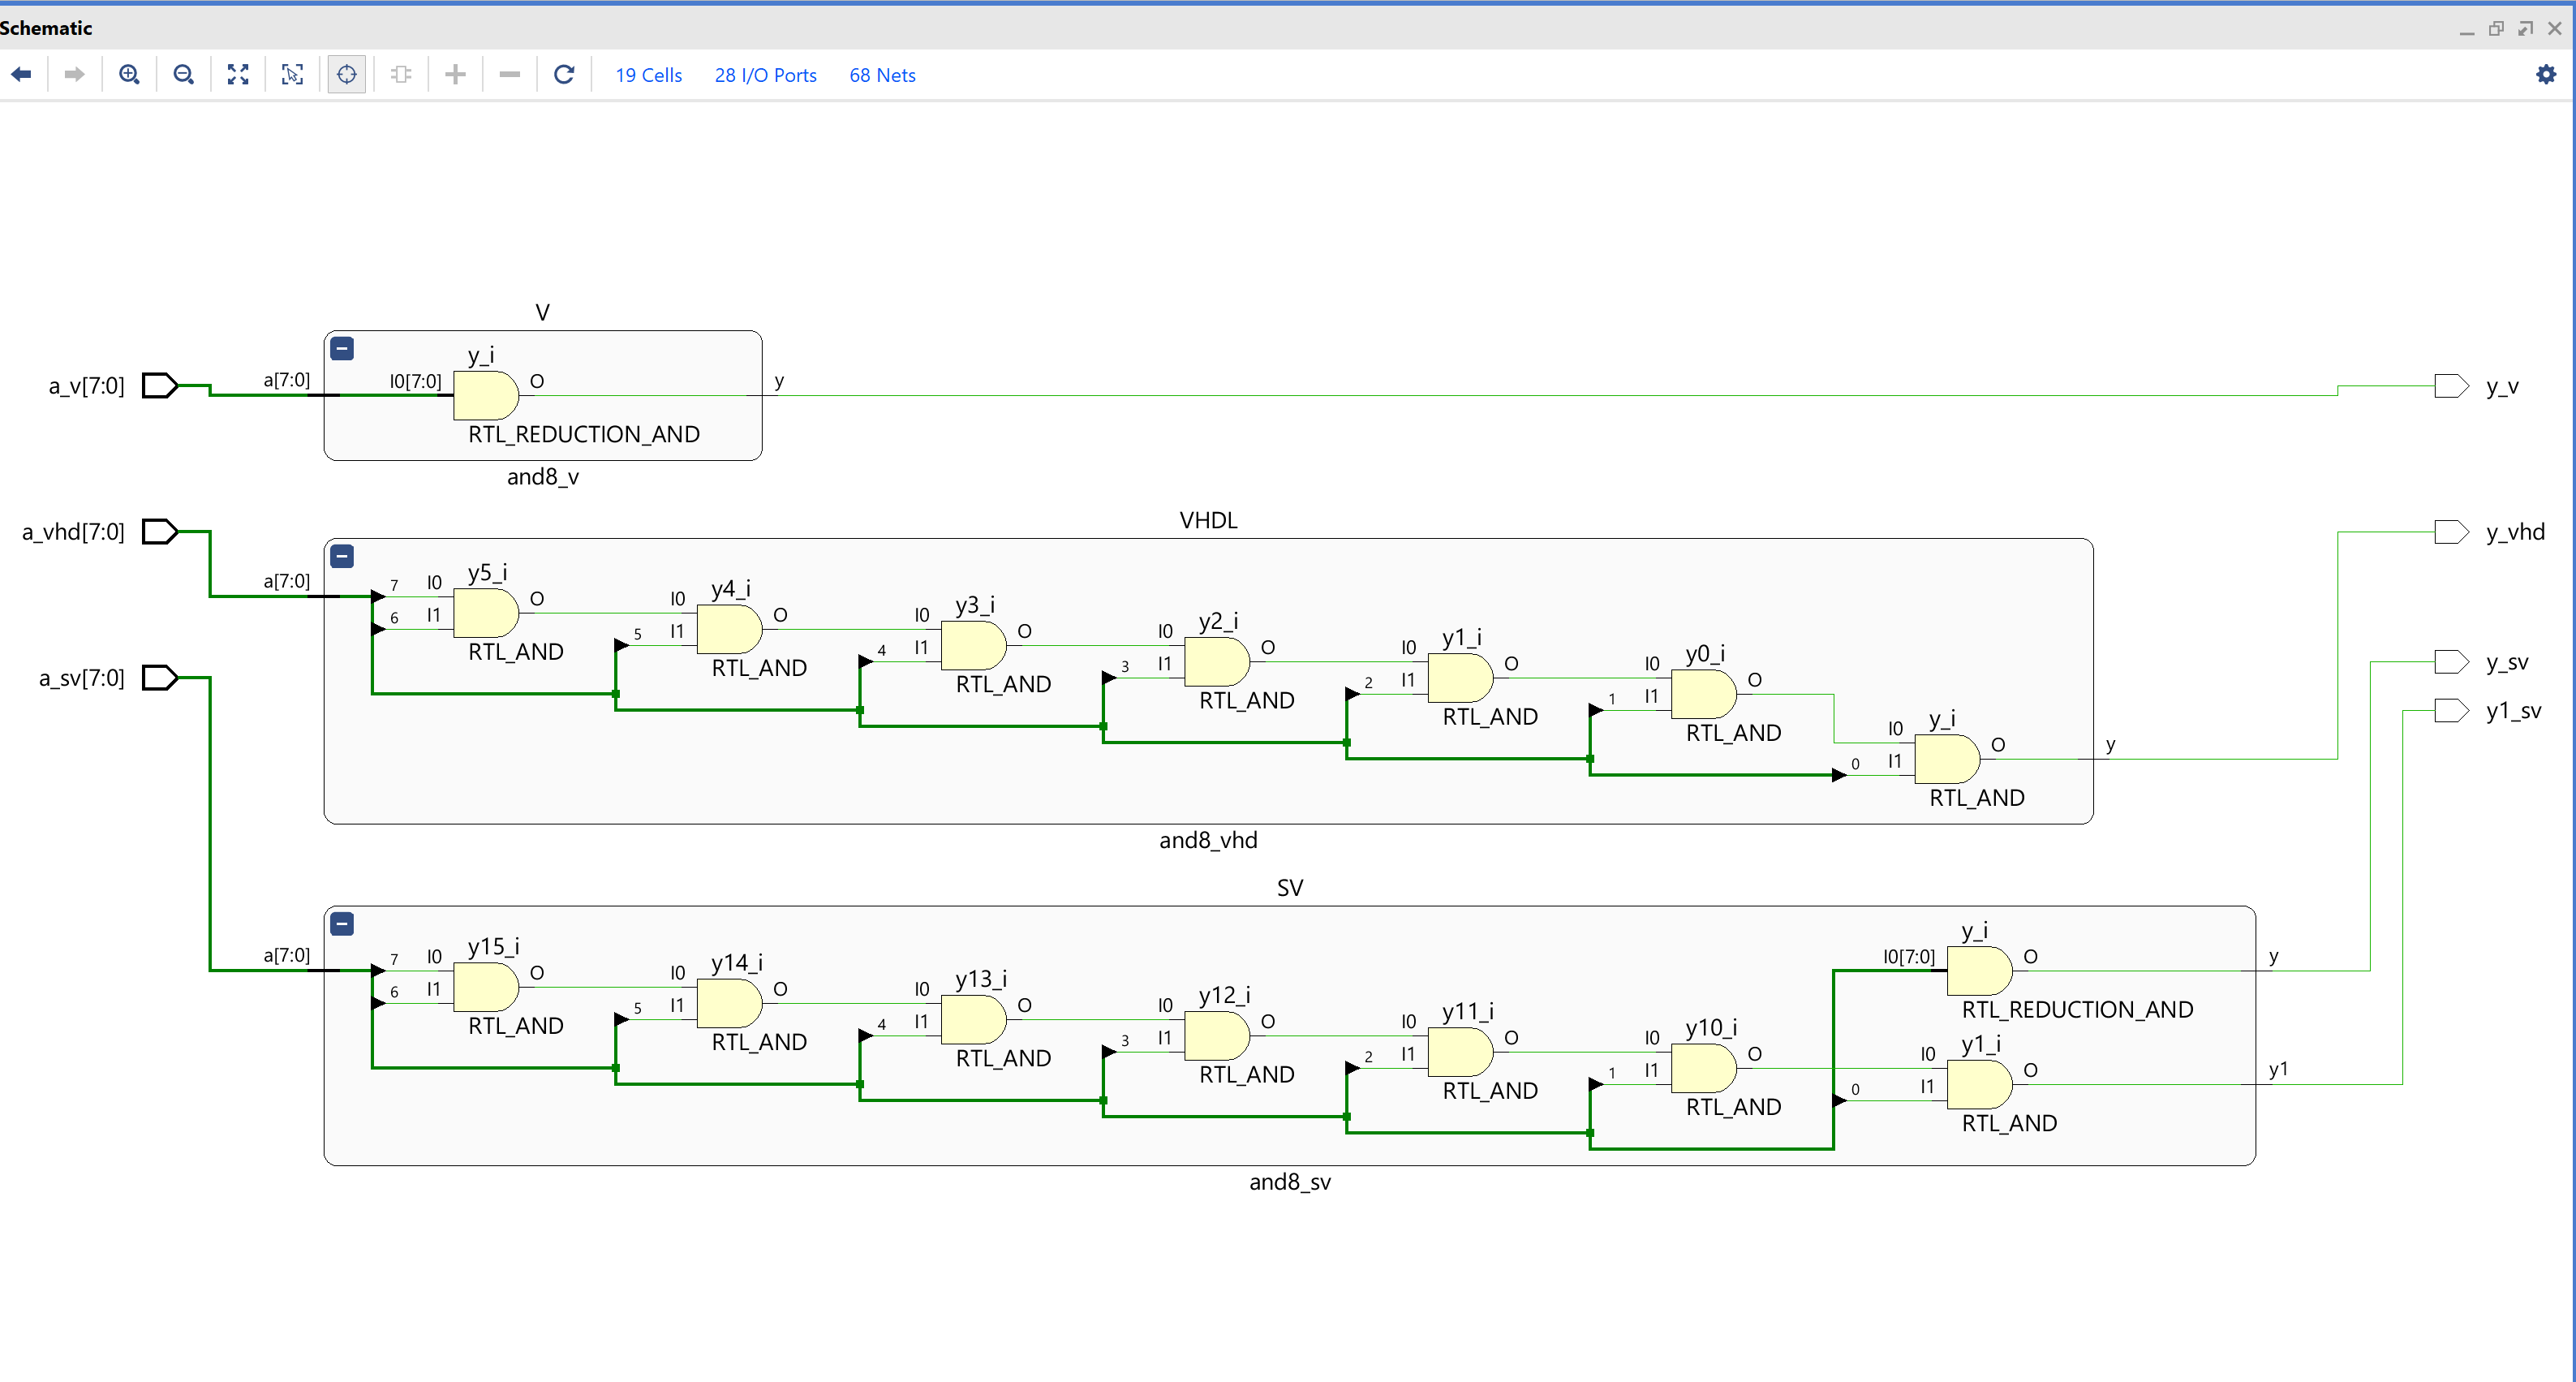 Schematic
19 Cells 28 I/O Ports 68 Nets
V
y_i
a_v[7:0] a[7:0] I0[7:0] O y y_v
RTL_REDUCTION_AND
and8_v
VHDL
a_vhd[7:0] y_vhd
a[7:0] 7 I0 y5_i O I0 y4_i O I0 y3_i O I0 y2_i O I0 y1_i O I0 y0_i O I0 y_i O y
6 I1 5 I1 4 I1 3 I1 2 I1 1 I1 0 I1
RTL_AND RTL_AND RTL_AND RTL_AND RTL_AND RTL_AND RTL_AND
and8_vhd
a_sv[7:0] y_sv
y1_sv
SV
a[7:0] 7 I0 y15_i O I0 y14_i O I0 y13_i O I0 y12_i O I0 y11_i O I0 y10_i O
6 I1 5 I1 4 I1 3 I1 2 I1 1 I1
RTL_AND RTL_AND RTL_AND RTL_AND RTL_AND RTL_AND
y_i
I0[7:0] O y
RTL_REDUCTION_AND
y1_i
I0 O y1
0 I1
RTL_AND
and8_sv